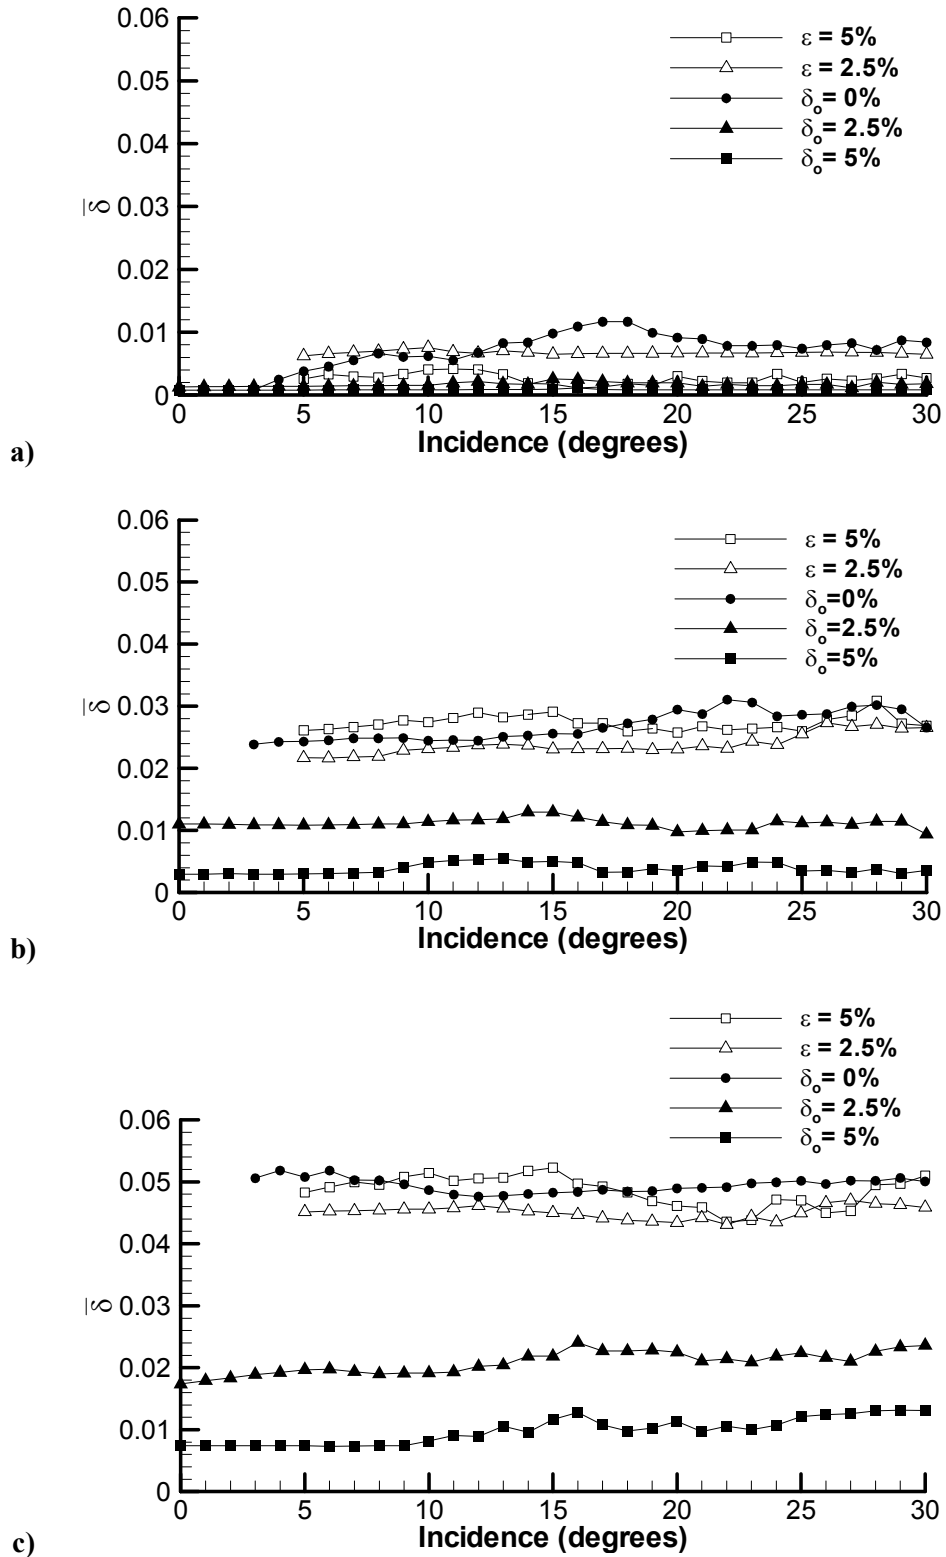 0.06
0.05
0.04
0.03
0.02
0.01
0
δ̅
ε = 5%
ε = 2.5%
δₒ= 0%
δₒ= 2.5%
δₒ= 5%
0 5 10 15 20 25 30
Incidence (degrees)
a)
0.06
0.05
0.04
0.03
0.02
0.01
0
δ̅
ε = 5%
ε = 2.5%
δₒ=0%
δₒ=2.5%
δₒ=5%
0 5 10 15 20 25 30
Incidence (degrees)
b)
ε = 5%
ε = 2.5%
δₒ= 0%
δₒ= 2.5%
δₒ= 5%
0.06
0.05
0.04
0.03
0.02
0.01
0
δ̅
0 5 10 15 20 25 30
Incidence (degrees)
c)